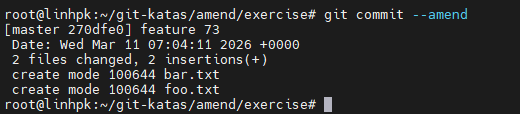 root@linhpk:~/git-katas/amend/exercise# git commit --amend
[master 270dfe0] feature 73
 Date: Wed Mar 11 07:04:11 2026 +0000
 2 files changed, 2 insertions(+)
 create mode 100644 bar.txt
 create mode 100644 foo.txt
root@linhpk:~/git-katas/amend/exercise#